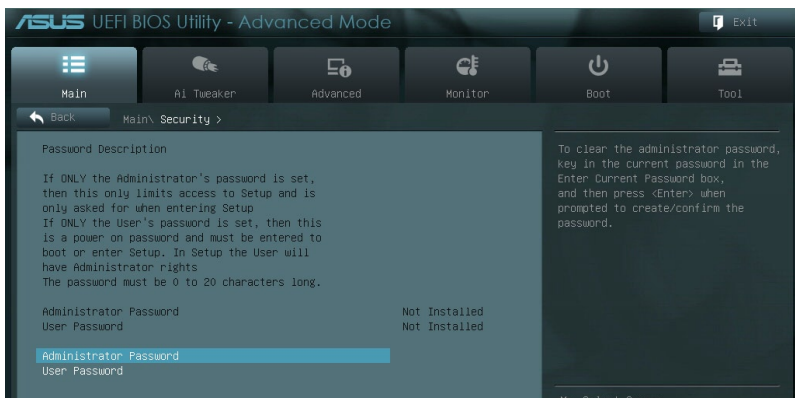 ASUS UEFI BIOS Utility - Advanced Mode
Exit
Main
Ai Tweaker
Advanced
Monitor
Boot
Tool
Back
Main\ Security >
Password Description
If ONLY the Administrator's password is set,
then this only limits access to Setup and is
only asked for when entering Setup
If ONLY the User's password is set, then this
is a power on password and must be entered to
boot or enter Setup. In Setup the User will
have Administrator rights
The password must be 0 to 20 characters long.
Administrator Password Not Installed
User Password Not Installed
Administrator Password
User Password
To clear the administrator password,
key in the current password in the
Enter Current Password box,
and then press <Enter> when
prompted to create/confirm the
password.